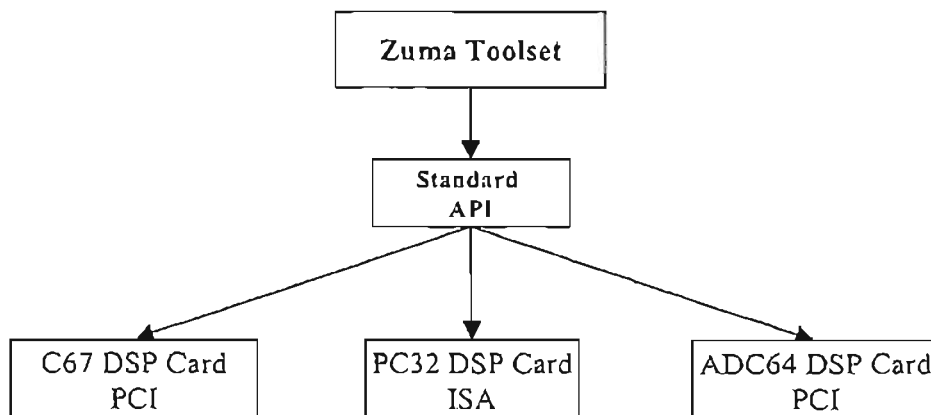 Zuma Toolset
Standard
API
C67 DSP Card
PCI
PC32 DSP Card
ISA
ADC64 DSP Card
PCI